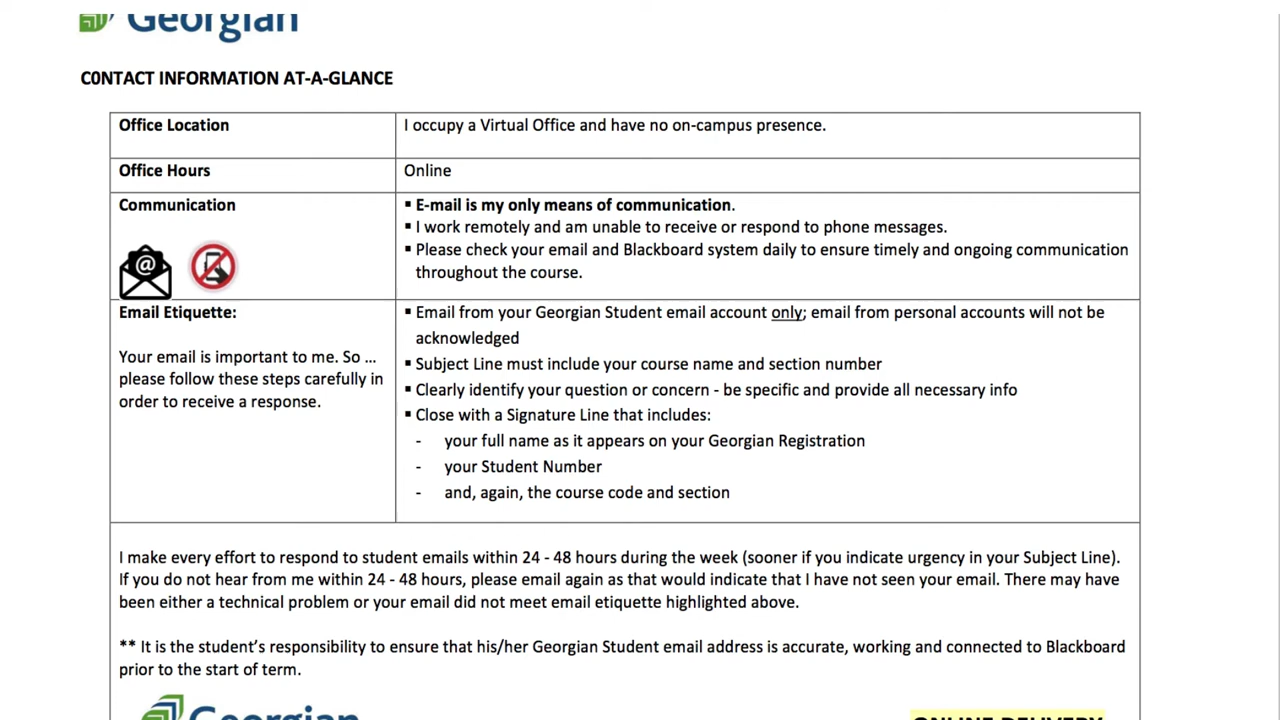 Georgian
C0NTACT INFORMATION AT-A-GLANCE
Office Location
I occupy a Virtual Office and have no on-campus presence.
Office Hours
Online
Communication
▪ E-mail is my only means of communication.
▪ I work remotely and am unable to receive or respond to phone messages.
▪ Please check your email and Blackboard system daily to ensure timely and ongoing communication
throughout the course.
Email Etiquette:
Your email is important to me. So …
please follow these steps carefully in
order to receive a response.
▪ Email from your Georgian Student email account only; email from personal accounts will not be
acknowledged
▪ Subject Line must include your course name and section number
▪ Clearly identify your question or concern - be specific and provide all necessary info
▪ Close with a Signature Line that includes:
- your full name as it appears on your Georgian Registration
- your Student Number
- and, again, the course code and section
I make every effort to respond to student emails within 24 - 48 hours during the week (sooner if you indicate urgency in your Subject Line).
If you do not hear from me within 24 - 48 hours, please email again as that would indicate that I have not seen your email. There may have
been either a technical problem or your email did not meet email etiquette highlighted above.
** It is the student's responsibility to ensure that his/her Georgian Student email address is accurate, working and connected to Blackboard
prior to the start of term.
Georgian
ONLINE DELIVERY